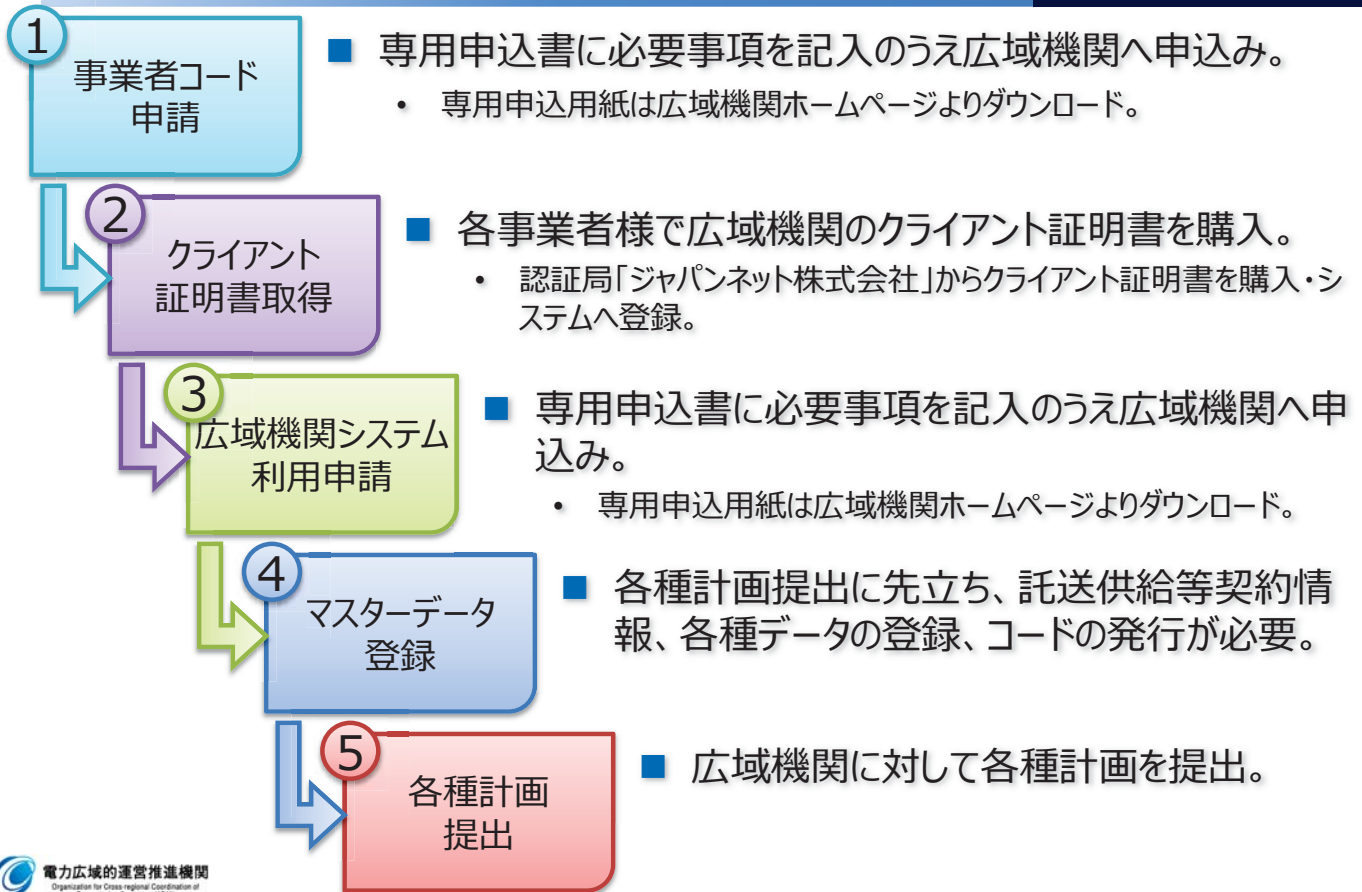 1
事業者コード
申請
■ 専用申込書に必要事項を記入のうえ広域機関へ申込み。
• 専用申込用紙は広域機関ホームページよりダウンロード。
2
クライアント
証明書取得
■ 各事業者様で広域機関のクライアント証明書を購入。
• 認証局「ジャパンネット株式会社」からクライアント証明書を購入・シ
ステムへ登録。
3
広域機関システム
利用申請
■ 専用申込書に必要事項を記入のうえ広域機関へ申
込み。
• 専用申込用紙は広域機関ホームページよりダウンロード。
4
マスターデータ
登録
■ 各種計画提出に先立ち、託送供給等契約情
報、各種データの登録、コードの発行が必要。
5
各種計画
提出
■ 広域機関に対して各種計画を提出。
電力広域的運営推進機関
Organization for Cross-regional Coordination of